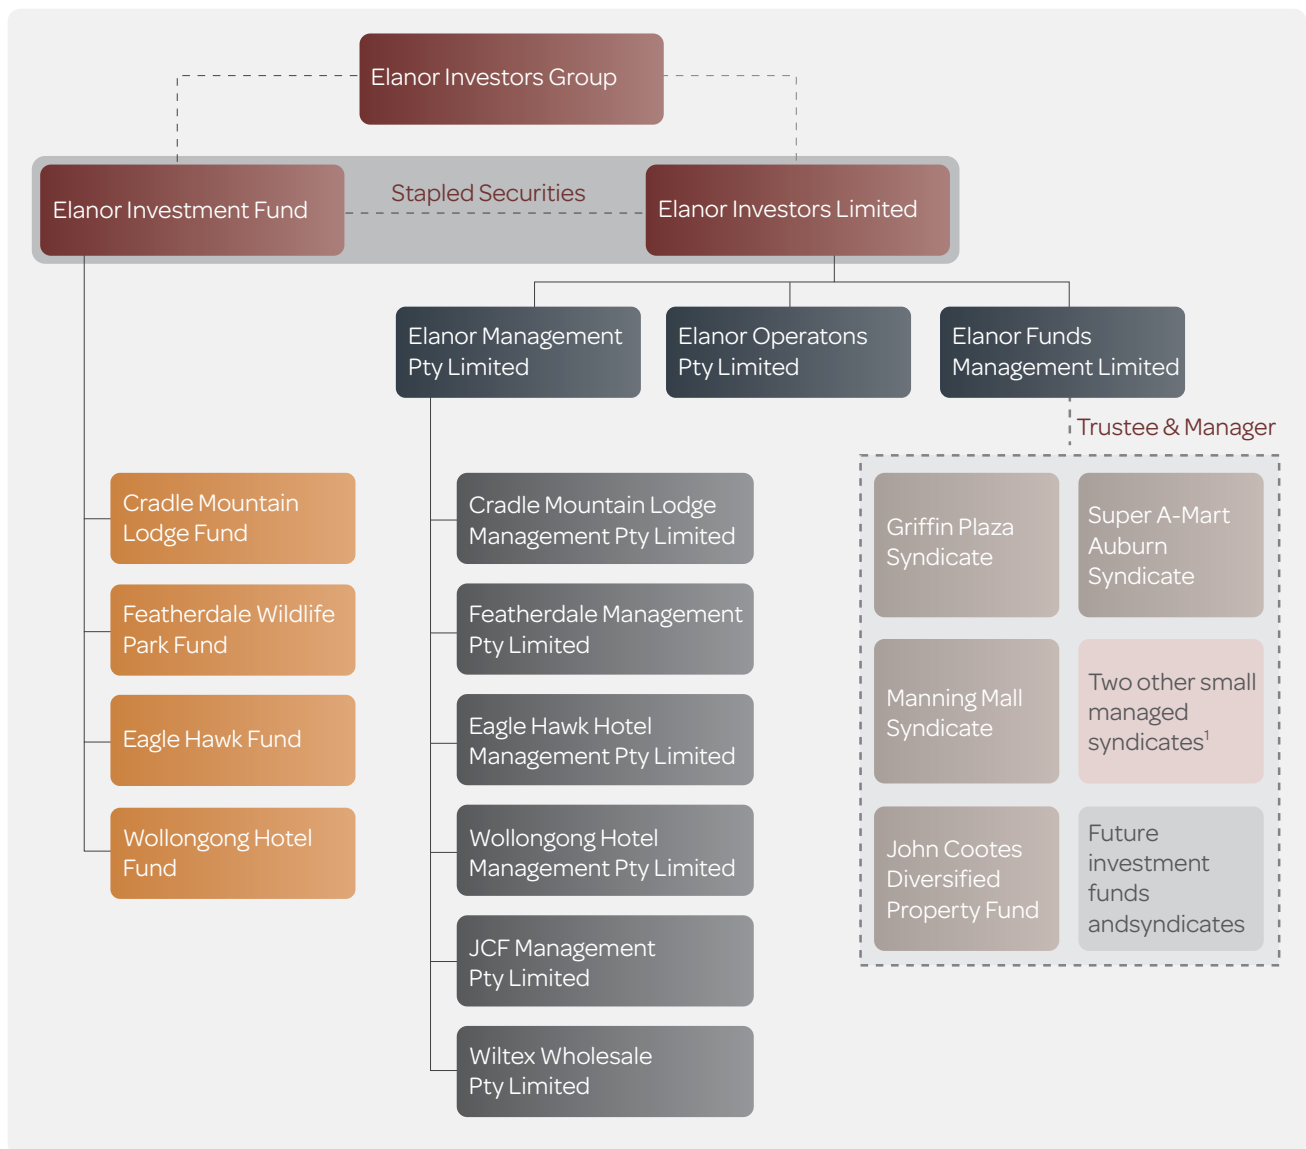 Elanor Investors Group
Elanor Investment Fund
Stapled Securities
Elanor Investors Limited
Elanor Management
Pty Limited
Elanor Operatons
Pty Limited
Elanor Funds
Management Limited
Trustee & Manager
Cradle Mountain
Lodge Fund
Featherdale Wildlife
Park Fund
Eagle Hawk Fund
Wollongong Hotel
Fund
Cradle Mountain Lodge
Management Pty Limited
Featherdale Management
Pty Limited
Eagle Hawk Hotel
Management Pty Limited
Wollongong Hotel
Management Pty Limited
JCF Management
Pty Limited
Wiltex Wholesale
Pty Limited
Griffin Plaza
Syndicate
Super A-Mart
Auburn
Syndicate
Manning Mall
Syndicate
Two other small
managed
syndicates¹
John Cootes
Diversified
Property Fund
Future
investment
funds
andsyndicates